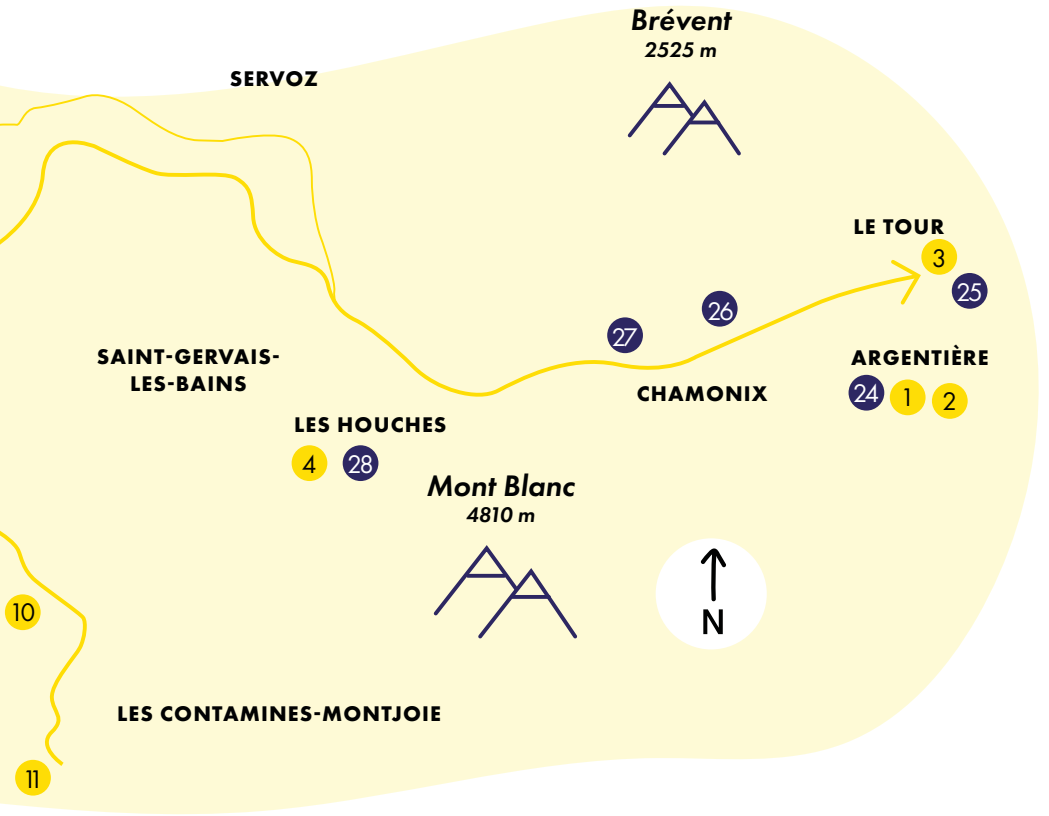 Brévent
2525 m
SERVOZ
LE TOUR
3
25
26
27
SAINT-GERVAIS-
LES-BAINS
ARGENTIÈRE
CHAMONIX
24
1
2
LES HOUCHES
4
28
Mont Blanc
4810 m
10
N
LES CONTAMINES-MONTJOIE
11